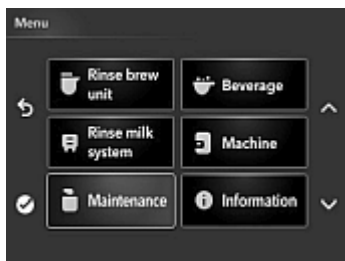 Menu
Rinse brew
unit
Beverage
Rinse milk
system
Machine
Maintenance
Information